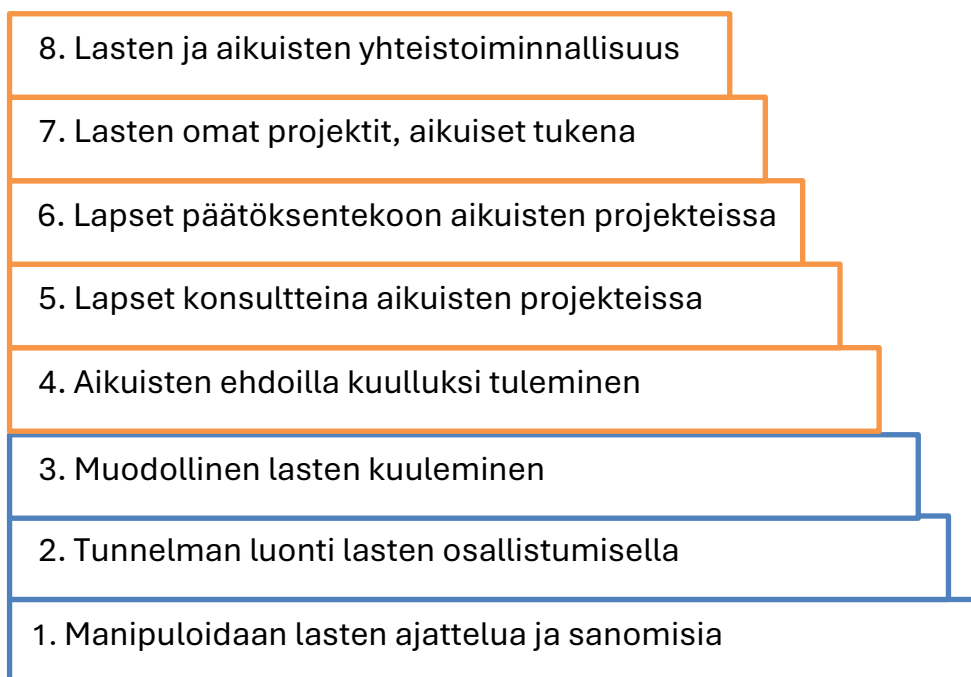 8. Lasten ja aikuisten yhteistoiminnallisuus
7. Lasten omat projektit, aikuiset tukena
6. Lapset päätöksentekoon aikuisten projekteissa
5. Lapset konsultteina aikuisten projekteissa
4. Aikuisten ehdoilla kuulluksi tuleminen
3. Muodollinen lasten kuuleminen
2. Tunnelman luonti lasten osallistumisella
1. Manipuloidaan lasten ajattelua ja sanomisia